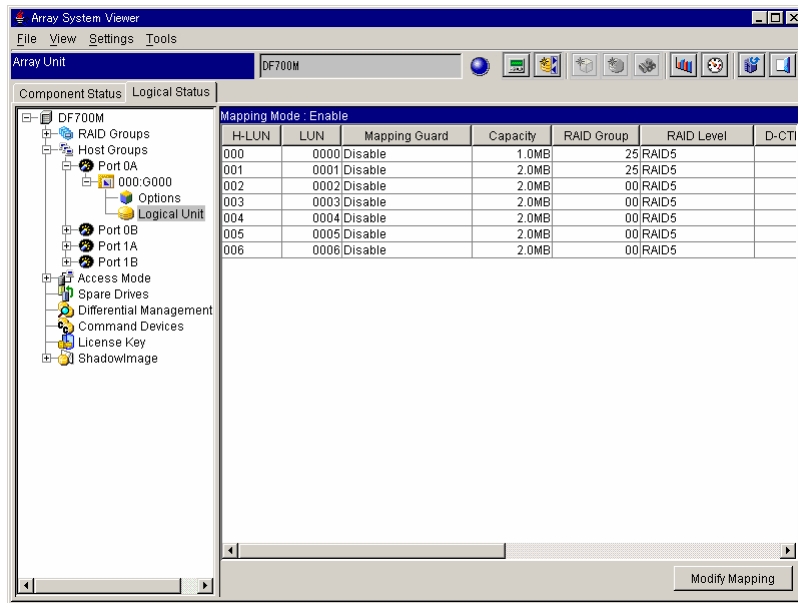 Array System Viewer
File View Settings Tools
Array Unit
DF700M
Component Status Logical Status
DF700M
RAID Groups
Host Groups
Port 0A
000:G000
Options
Logical Unit
Port 0B
Port 1A
Port 1B
Access Mode
Spare Drives
Differential Management
Command Devices
License Key
ShadowImage
Mapping Mode : Enable
H-LUN LUN Mapping Guard Capacity RAID Group RAID Level D-CTL
000 0000 Disable 1.0MB 25 RAID5
001 0001 Disable 2.0MB 25 RAID5
002 0002 Disable 2.0MB 00 RAID5
003 0003 Disable 2.0MB 00 RAID5
004 0004 Disable 2.0MB 00 RAID5
005 0005 Disable 2.0MB 00 RAID5
006 0006 Disable 2.0MB 00 RAID5
Modify Mapping